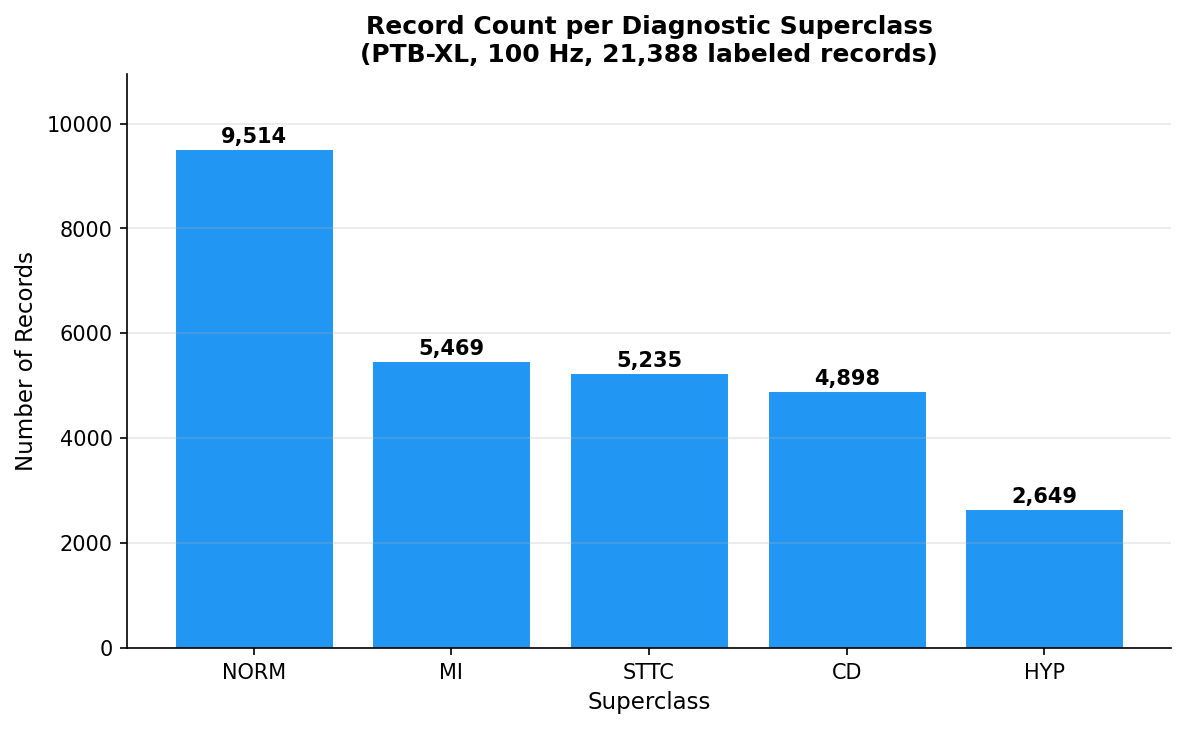 Record Count per Diagnostic Superclass
(PTB-XL, 100 Hz, 21,388 labeled records)
Number of Records
10000
8000
6000
4000
2000
0
9,514
5,469
5,235
4,898
2,649
NORM
MI
STTC
CD
HYP
Superclass